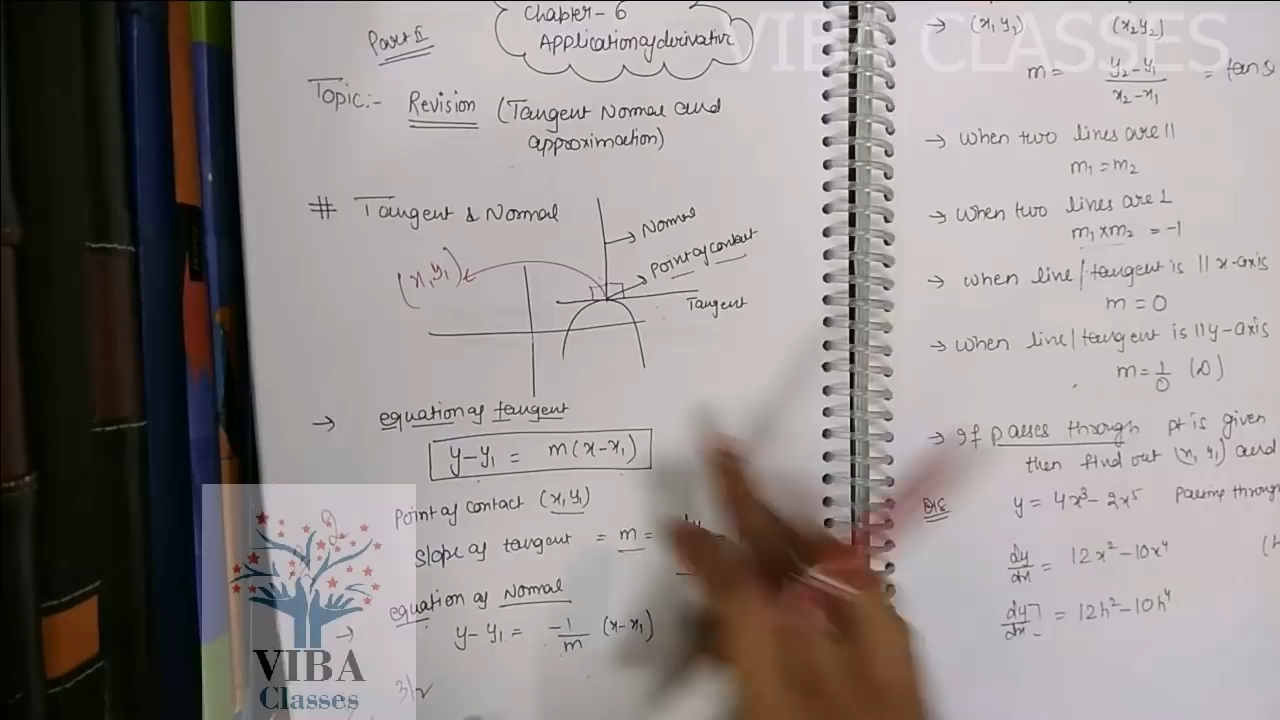 Part II
Chapter - 6
Application of derivative
Topic:- Revision (Tangent Normal and
approximaction)
# Tangent & Normal
Normal
Point of contact
(x, y₁)
Tangent
→ equation of tangent
y-y₁ = m(x-x₁)
Point of contact (x, y₁)
slope of tangent = m =
→ equation of Normal
y-y₁ = -1/m (x-x₁)
3/2
→ (x₁ y₁) (x₂ y₂)
m = y₂-y₁ / x₂-x₁ = tan
→ when two lines are ||
m₁ = m₂
→ when two lines are ⊥
m₁ x m₂ = -1
→ when line/tangent is || x-axis
m = 0
→ when line/tangent is || y-axis
m = 1/0 (∞)
→ If passes through pt is given
then find out (x, y₁) and
y = 4x³ - 2x⁵ Passing through
dy/dx = 12x² - 10x⁴
dy/dx] = 12h² - 10h⁴
VIBA CLASSES
VIBA
Classes